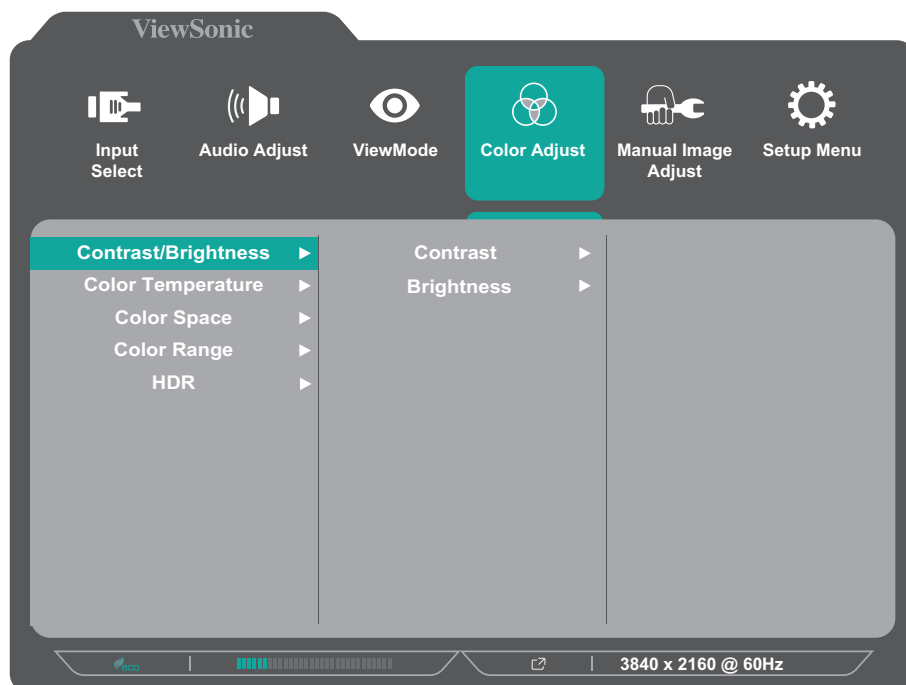 ViewSonic
Input
Select
Audio Adjust
ViewMode
Color Adjust
Manual Image
Adjust
Setup Menu
Contrast/Brightness
Color Temperature
Color Space
Color Range
HDR
Contrast
Brightness
eco
3840 x 2160 @ 60Hz